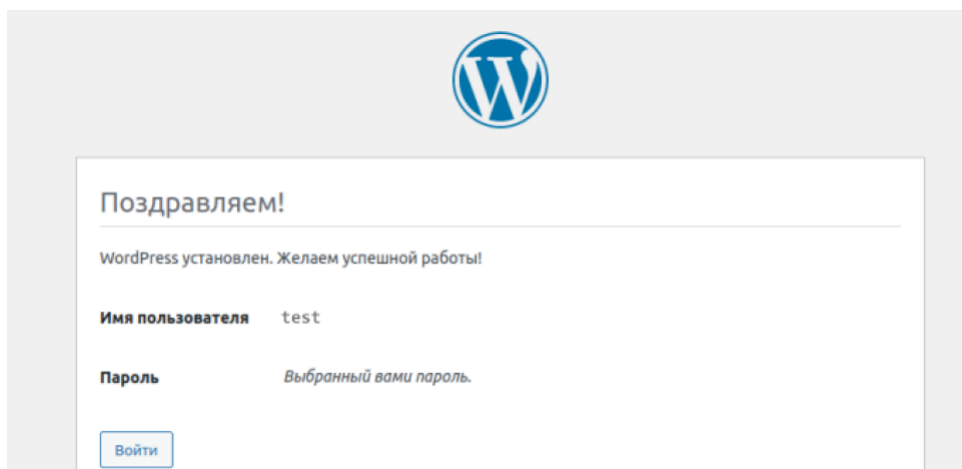 Поздравляем!
WordPress установлен. Желаем успешной работы!
Имя пользователя test
Пароль Выбранный вами пароль.
Войти